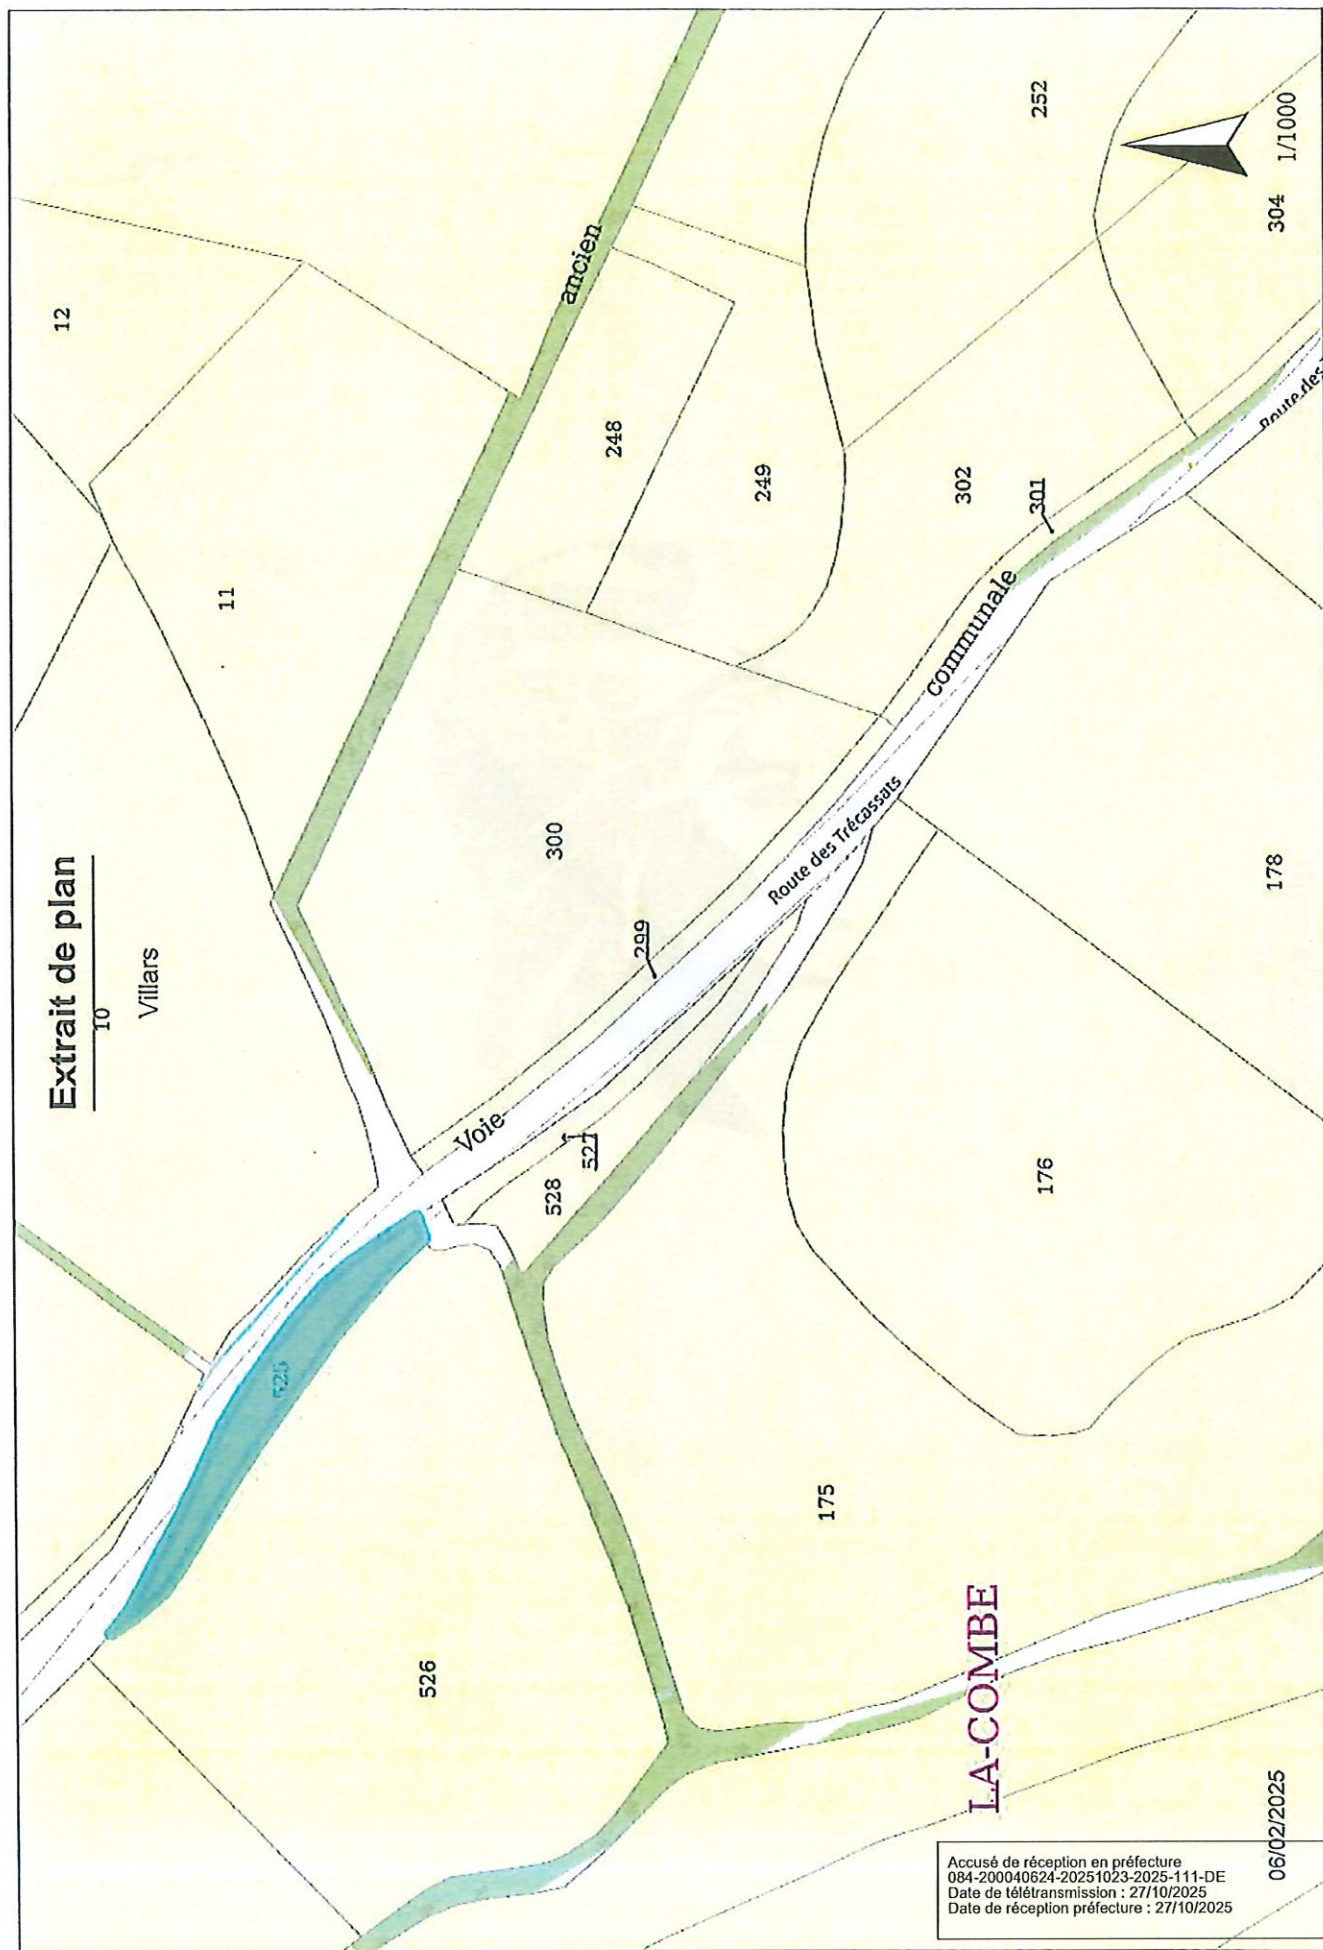 Extrait de plan
10
Villars
12
11
ancien
248
249
252
302
301
304
1/1000
300
299
Voie
communale
Route des Trécassats
Route des
525
527
528
526
175
176
178
LA-COMBE
06/02/2025
Accusé de réception en préfecture
084-200040624-20251023-2025-111-DE
Date de télétransmission : 27/10/2025
Date de réception préfecture : 27/10/2025